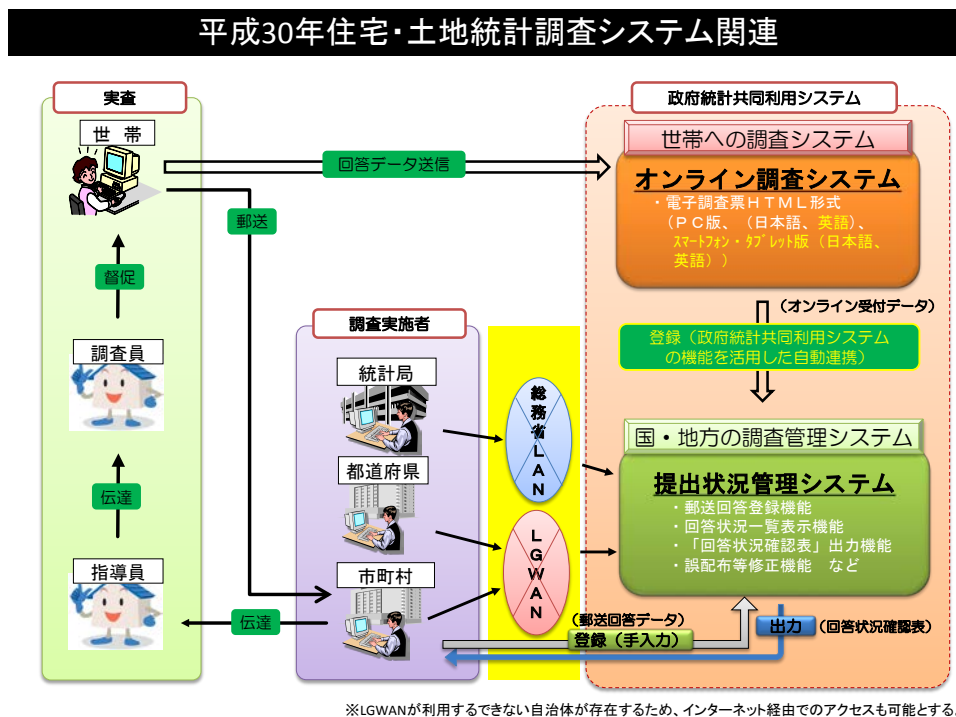 平成30年住宅・土地統計調査システム関連
実査
世 帯
督促
調査員
伝達
指導員
回答データ送信
郵送
伝達
調査実施者
統計局
都道府県
市町村
総務省LAN
LGWAN
政府統計共同利用システム
世帯への調査システム
オンライン調査システム
・電子調査票HTML形式
(PC版、(日本語、英語)、
スマートフォン・タブレット版(日本語、
英語))
(オンライン受付データ)
登録(政府統計共同利用システム
の機能を活用した自動連携)
国・地方の調査管理システム
提出状況管理システム
・郵送回答登録機能
・回答状況一覧表示機能
・「回答状況確認表」出力機能
・誤配布等修正機能 など
(郵送回答データ)
登録(手入力)
出力
(回答状況確認表)
※LGWANが利用するできない自治体が存在するため、インターネット経由でのアクセスも可能とする。